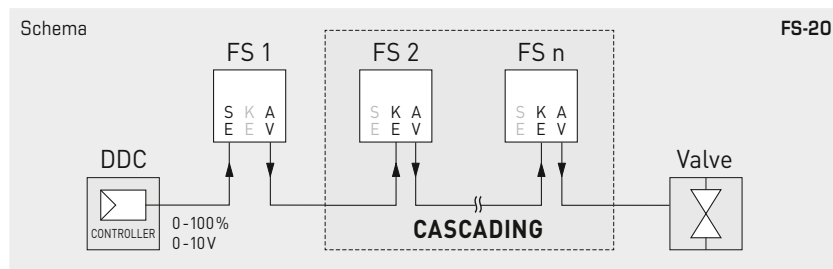 Schema
FS-20
FS 1
FS 2
FS n
S K A
E E V
S K A
E E V
S K A
E E V
DDC
CONTROLLER
0-100%
0-10V
CASCADING
Valve